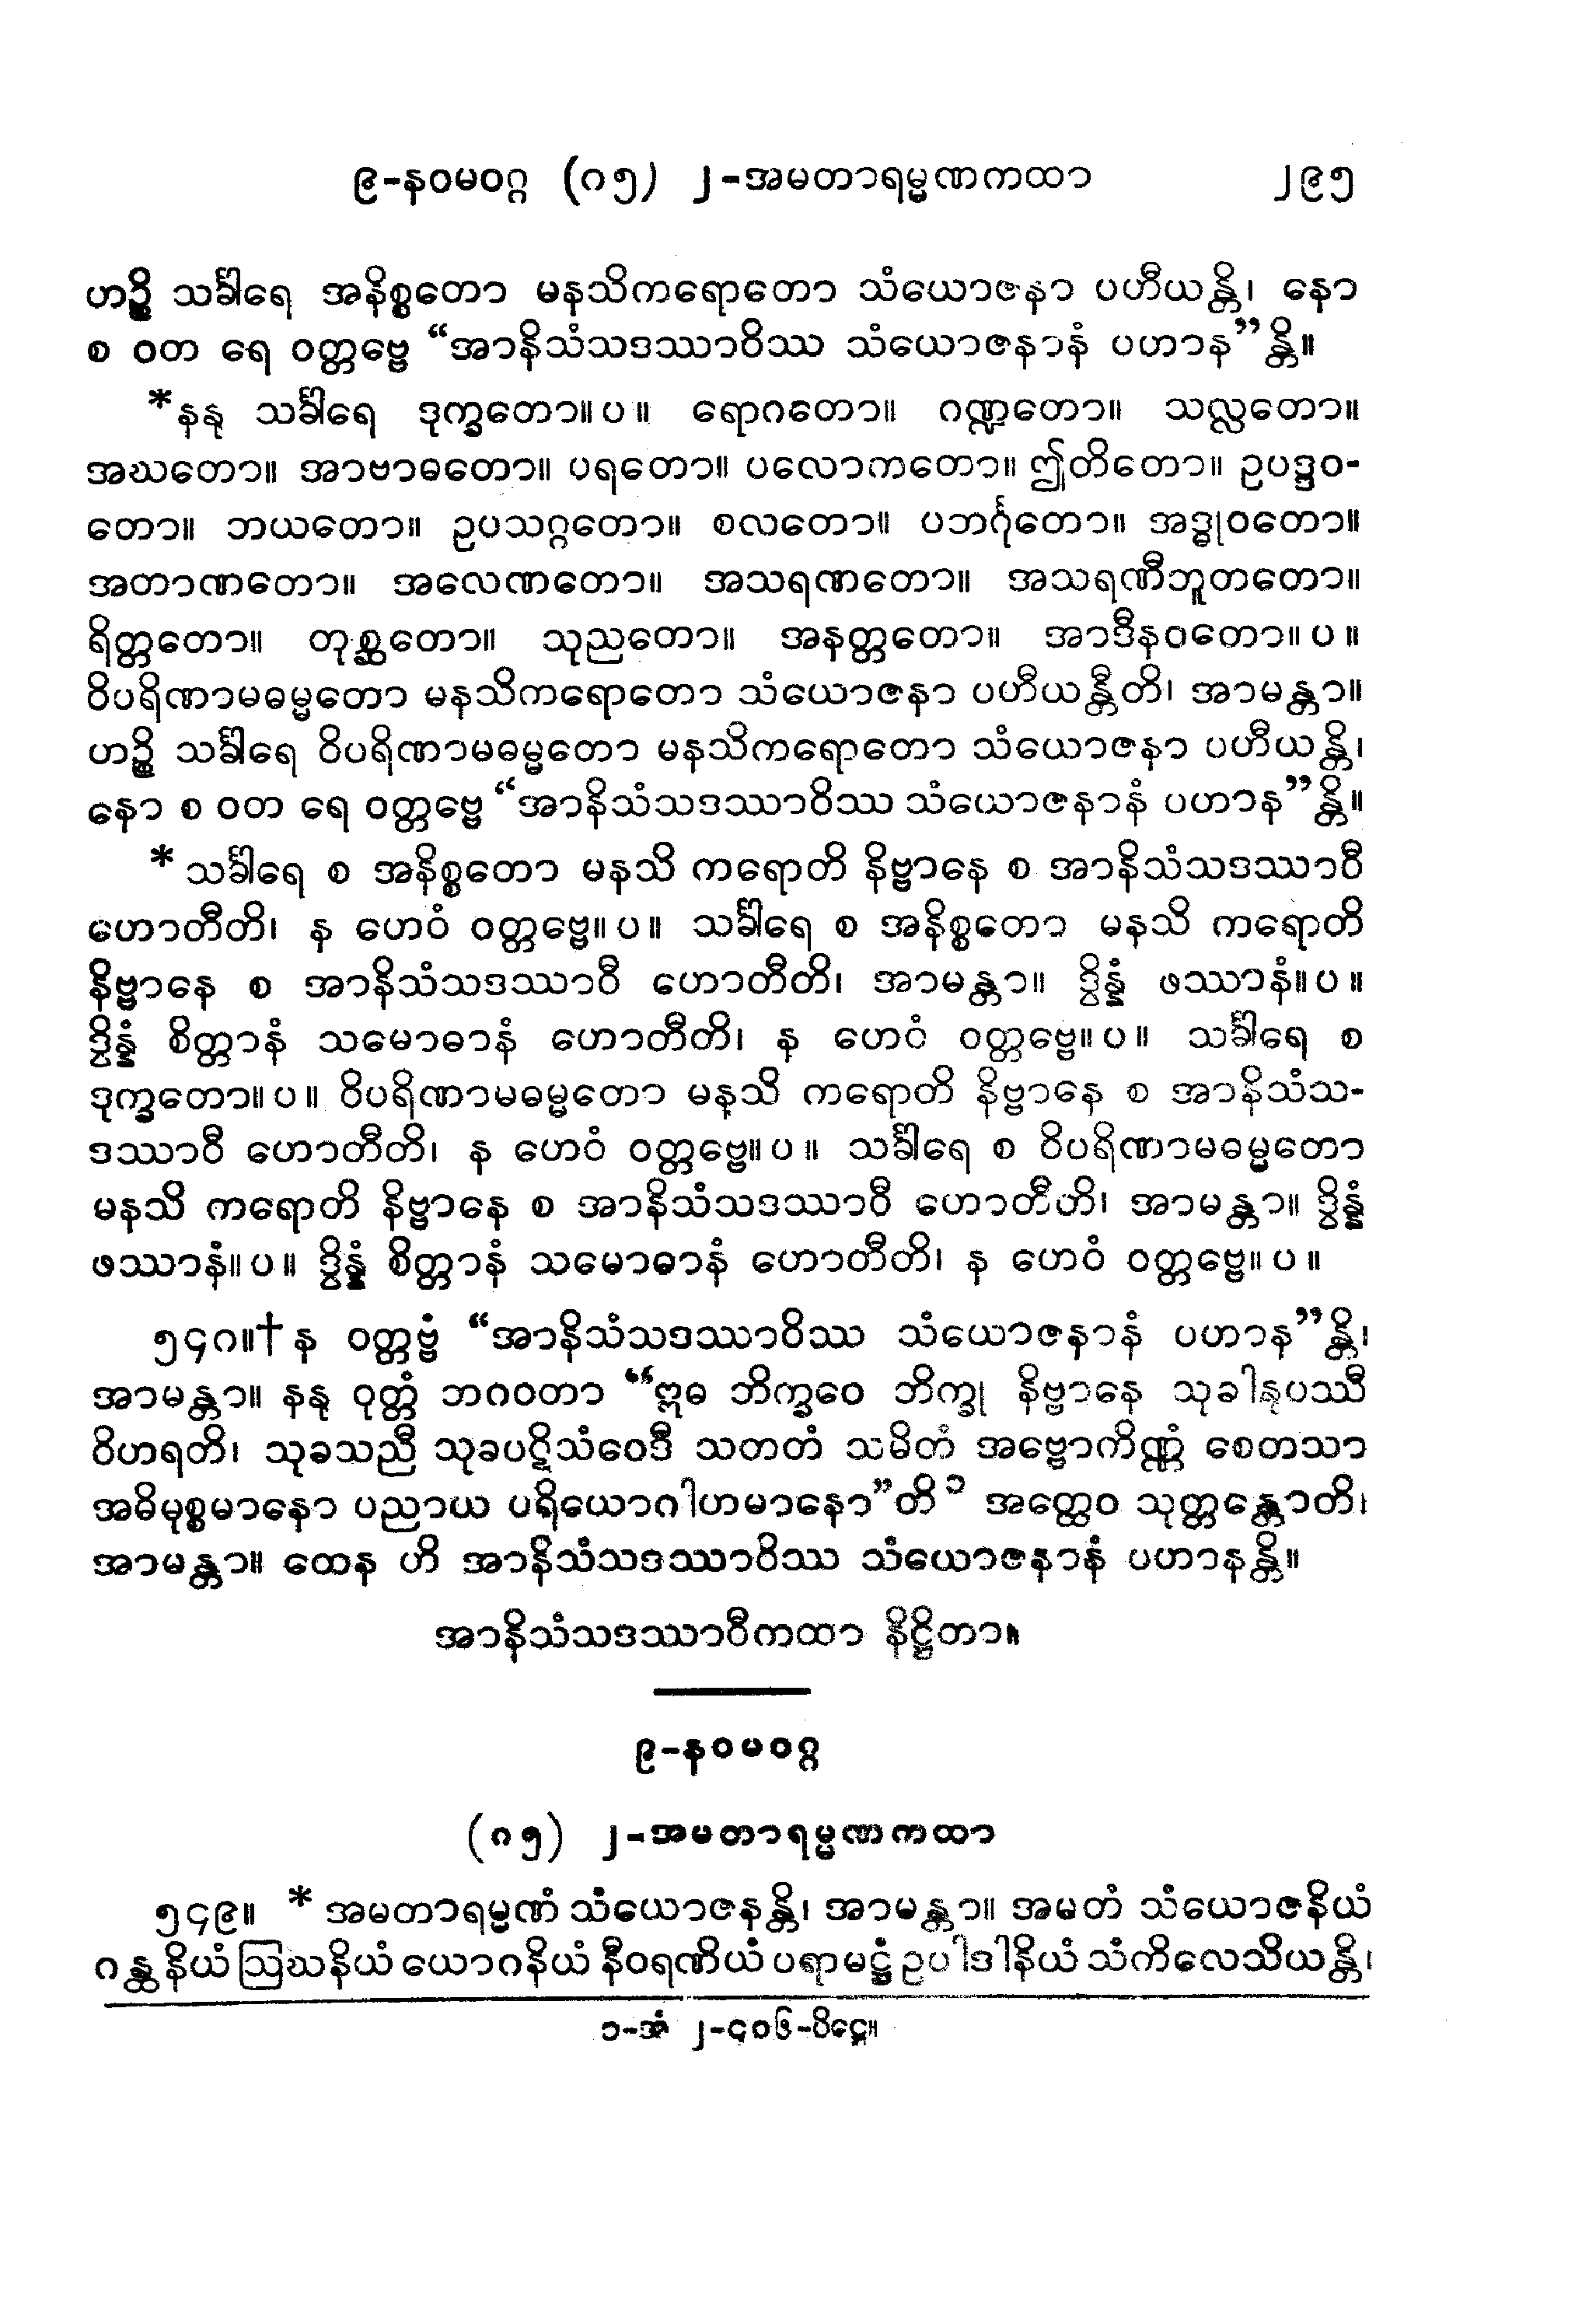 ၉-နဝမဝဂ္ဂ (ဂ၅) ၂-အမတာရမ္မဏကထာ ၂၉၅
ဟဉ္စိ သင်္ခါရေ အနိစ္စတော မနသိကရောတော သံယောဇနာ ပဟီယန္တိ၊ နော
စ ဝတ ရေ ဝတ္တဗ္ဗေ “အာနိသံသဒဿာဝိဿ သံယောဇနာနံ ပဟာန”န္တိ။
*နနု သင်္ခါရေ ဒုက္ခတော။ပ။ ရောဂတော။ ဂဏ္ဍတော။ သလ္လတော။
အဃတော။ အာဗာဓတော။ ပရတော။ ပလောကတော။ ဤတိတော။ ဥပဒ္ဒဝ-
တော။ ဘယတော။ ဥပသဂ္ဂတော။ စလတော။ ပဘင်္ဂုတော။ အဒ္ဓုဝတော။
အတာဏတော။ အလေဏတော။ အသရဏတော။ အသရဏီဘူတတော။
ရိတ္တတော။ တုစ္ဆတော။ သုညတော။ အနတ္တတော။ အာဒီနဝတော။ပ။
ဝိပရိဏာမဓမ္မတော မနသိကရောတော သံယောဇနာ ပဟီယန္တီတိ၊ အာမန္တာ။
ဟဉ္စိ သင်္ခါရေ ဝိပရိဏာမဓမ္မတော မနသိကရောတော သံယောဇနာ ပဟီယန္တိ၊
နော စ ဝတ ရေ ဝတ္တဗ္ဗေ “အာနိသံသဒဿာဝိဿ သံယောဇနာနံ ပဟာန”န္တိ။
* သင်္ခါရေ စ အနိစ္စတော မနသိ ကရောတိ နိဗ္ဗာနေ စ အာနိသံသဒဿာဝီ
ဟောတီတိ၊ န ဟေဝံ ဝတ္တဗ္ဗေ။ပ။ သင်္ခါရေ စ အနိစ္စတော မနသိ ကရောတိ
နိဗ္ဗာနေ စ အာနိသံသဒဿာဝီ ဟောတီတိ၊ အာမန္တာ။ ဒွိန္နံ ဖဿာနံ။ပ။
ဒွိန္နံ စိတ္တာနံ သမောဓာနံ ဟောတီတိ၊ န ဟေဝံ ဝတ္တဗ္ဗေ။ပ။ သင်္ခါရေ စ
ဒုက္ခတော။ပ။ ဝိပရိဏာမဓမ္မတော မနသိ ကရောတိ နိဗ္ဗာနေ စ အာနိသံသ-
ဒဿာဝီ ဟောတီတိ၊ န ဟေဝံ ဝတ္တဗ္ဗေ။ပ။ သင်္ခါရေ စ ဝိပရိဏာမဓမ္မတော
မနသိ ကရောတိ နိဗ္ဗာနေ စ အာနိသံသဒဿာဝီ ဟောတီတိ၊ အာမန္တာ။ ဒွိန္နံ
ဖဿာနံ။ပ။ ဒွိန္နံ စိတ္တာနံ သမောဓာနံ ဟောတီတိ၊ န ဟေဝံ ဝတ္တဗ္ဗေ။ပ။
၅၄ဂ။† န ဝတ္တဗ္ဗံ “အာနိသံသဒဿာဝိဿ သံယောဇနာနံ ပဟာန”န္တိ၊
အာမန္တာ။ နနု ဝုတ္တံ ဘဂဝတာ “ဣဓ ဘိက္ခဝေ ဘိက္ခု နိဗ္ဗာနေ သုခါနုပဿီ
ဝိဟရတိ၊ သုခသညီ သုခပဋိသံဝေဒီ သတတံ သမိတံ အဗ္ဗောကိဏ္ဏံ စေတသာ
အဓိမုစ္စမာနော ပညာယ ပရိယောဂါဟမာနော”တိ၁ အတ္ထေဝ သုတ္တန္တောတိ၊
အာမန္တာ။ ထေန ဟိ အာနိသံသဒဿာဝိဿ သံယောဇနာနံ ပဟာနန္တိ။
အာနိသံသဒဿာဝီကထာ နိဋ္ဌိတာ။
၉-နဝမဝဂ္ဂ
(ဂ၅) ၂-အမတာရမ္မဏကထာ
၅၄၉။ * အမတာရမ္မဏံ သံယောဇနန္တိ၊ အာမန္တာ။ အမတံ သံယောဇနိယံ
ဂန္ထနိယံ ဩဃနိယံ ယောဂနိယံ နီဝရဏိယံ ပရာမဋ္ဌံ ဥပါဒါနိယံ သံကိလေသိယန္တိ၊
၁-အံ ၂-၄၀၆-ပိဋ္ဌေ။